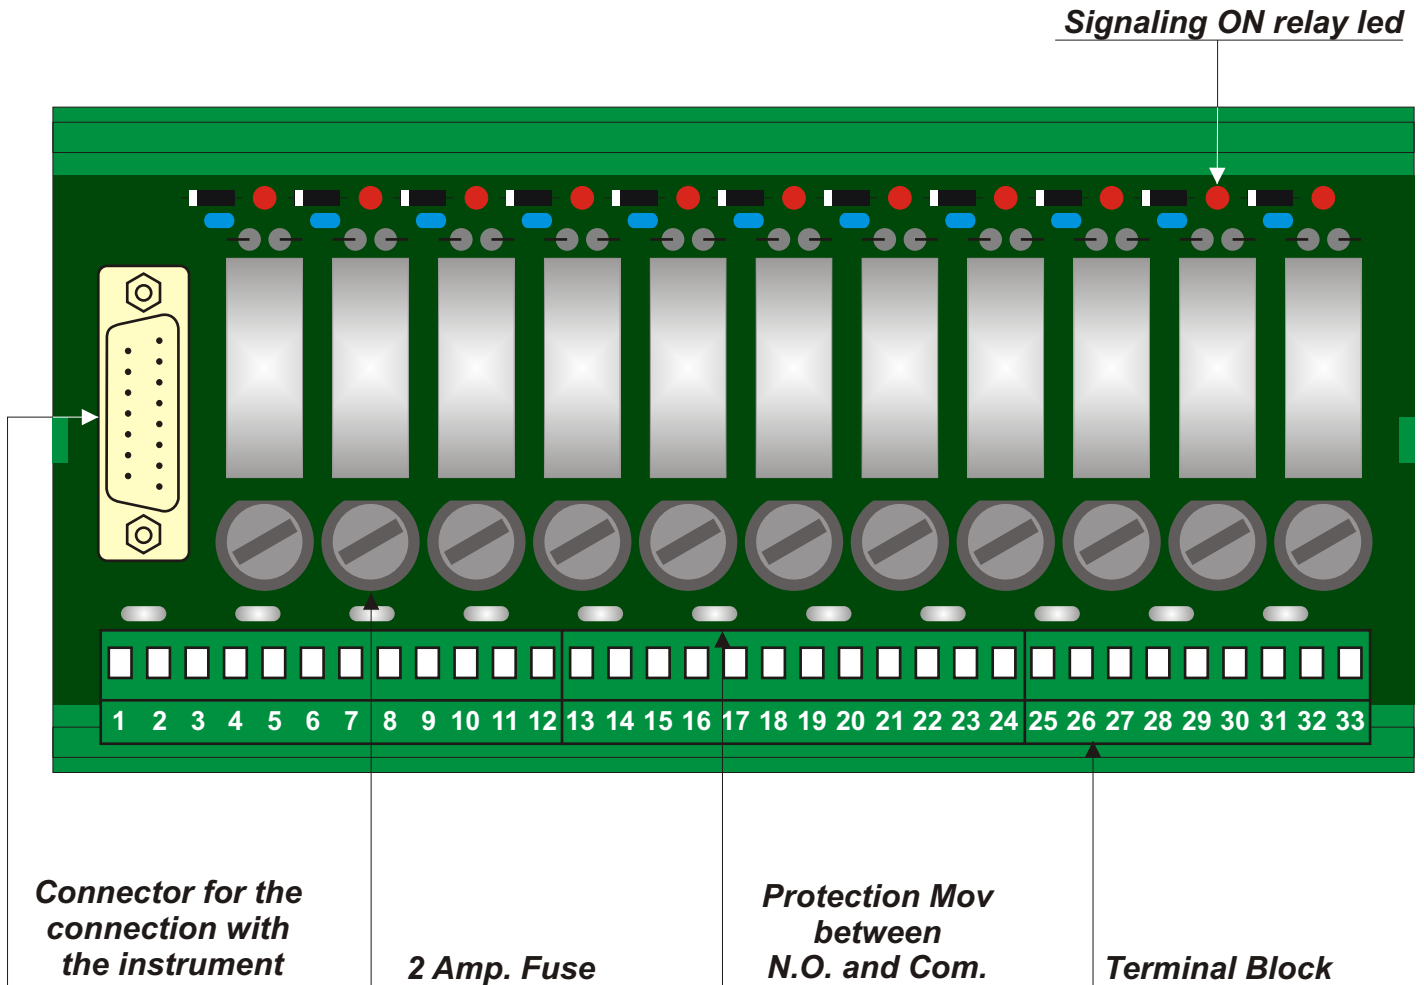 Signaling ON relay led
1 2 3 4 5 6 7 8 9 10 11 12 13 14 15 16 17 18 19 20 21 22 23 24 25 26 27 28 29 30 31 32 33
Connector for the
connection with
the instrument
2 Amp. Fuse
Protection Mov
between
N.O. and Com.
Terminal Block